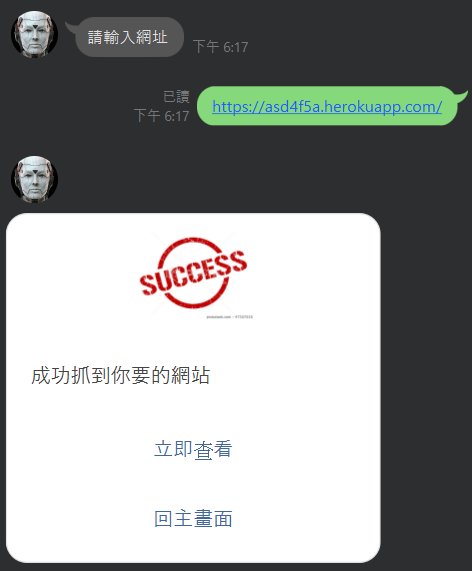 請輸入網址
下午 6:17
已讀
下午 6:17
https://asd4f5a.herokuapp.com/
SUCCESS
成功抓到你要的網站
立即查看
回主畫面